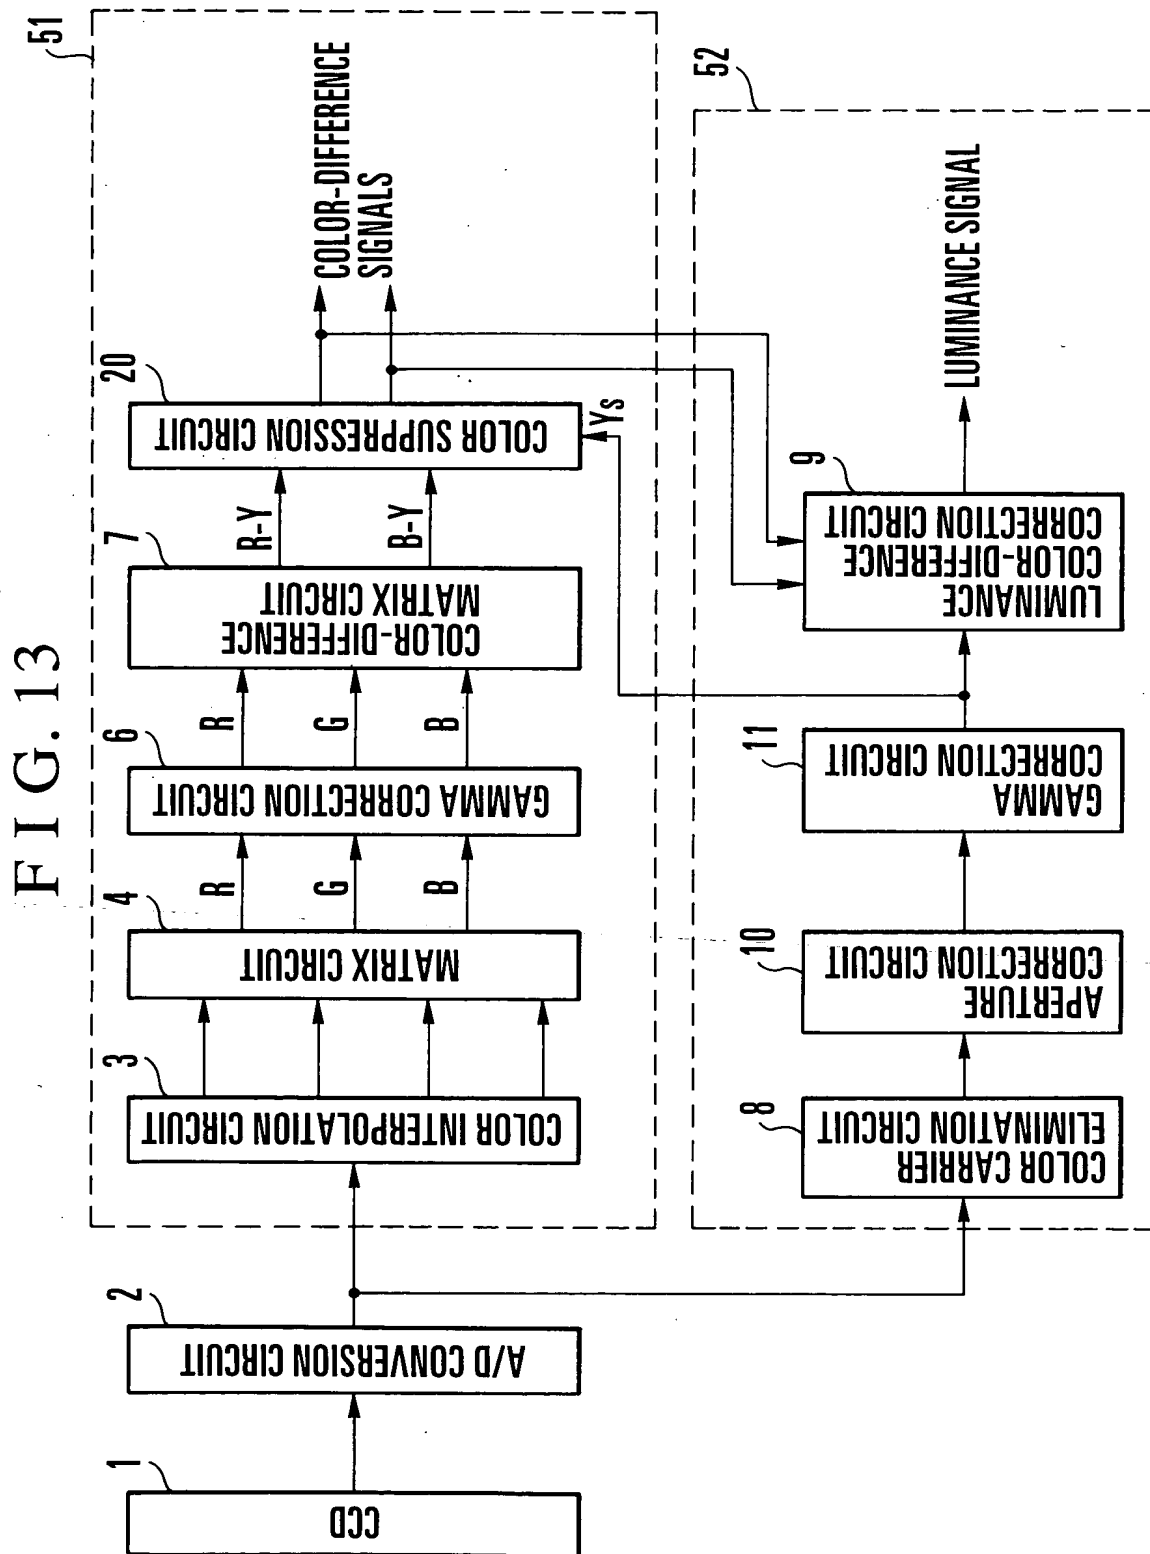 FIG. 13
51
COLOR-DIFFERENCE
SIGNALS
1
CCD
2
A/D CONVERSION CIRCUIT
3
COLOR INTERPOLATION CIRCUIT
4
MATRIX CIRCUIT
R
G
B
6
GAMMA CORRECTION CIRCUIT
R
G
B
7
COLOR-DIFFERENCE
MATRIX CIRCUIT
R-Y
B-Y
20
COLOR SUPPRESSION CIRCUIT
Ys
52
8
COLOR CARRIER
ELIMINATION CIRCUIT
10
APERTURE
CORRECTION CIRCUIT
11
GAMMA
CORRECTION CIRCUIT
9
LUMINANCE
COLOR-DIFFERENCE
CORRECTION CIRCUIT
LUMINANCE SIGNAL